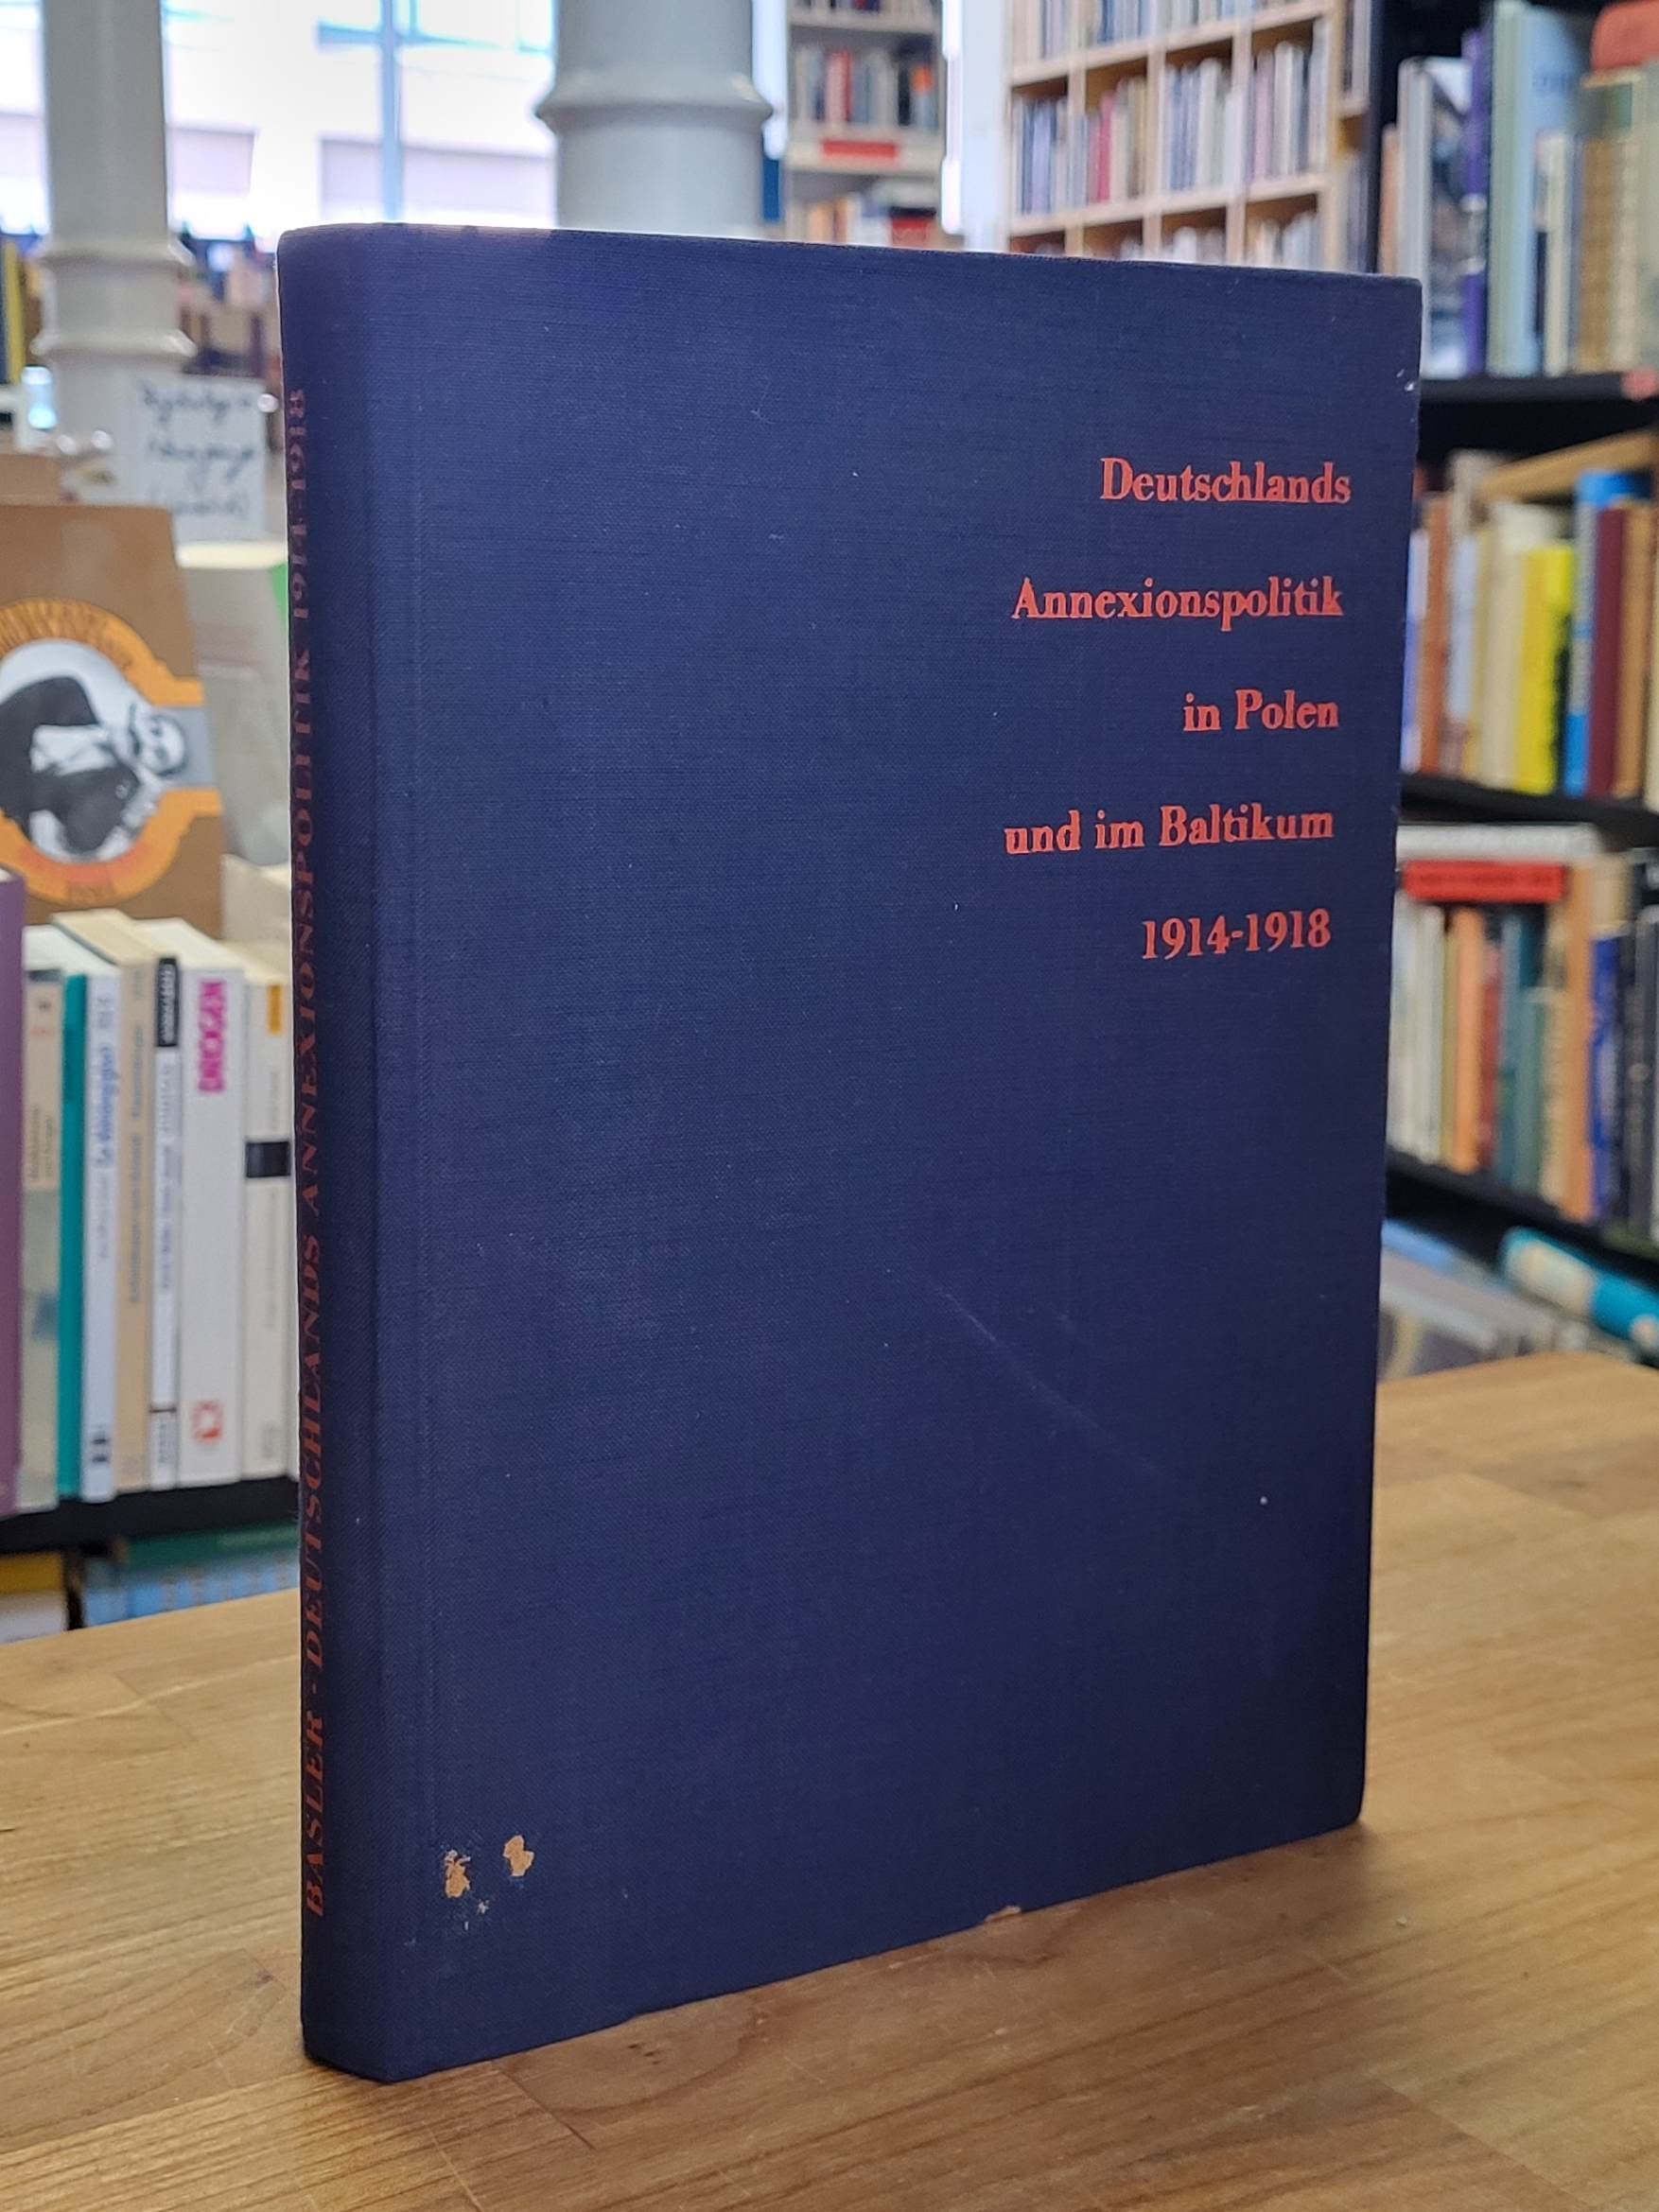 Deutschlands
Annexionspolitik
in Polen
und im Baltikum
1914-1918
BASLER - DEUTSCHLANDS ANNEXIONSPOLITIK 1914-1918